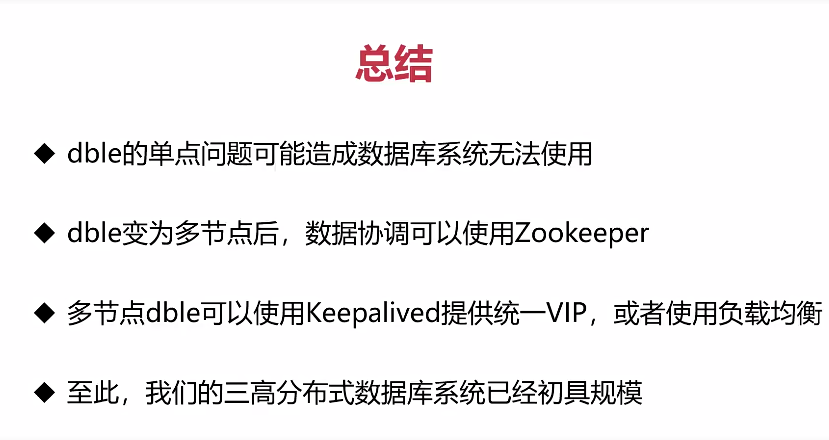 总结
◆ dble的单点问题可能造成数据库系统无法使用
◆ dble变为多节点后，数据协调可以使用Zookeeper
◆ 多节点dble可以使用Keepalived提供统一VIP，或者使用负载均衡
◆ 至此，我们的三高分布式数据库系统已经初具规模